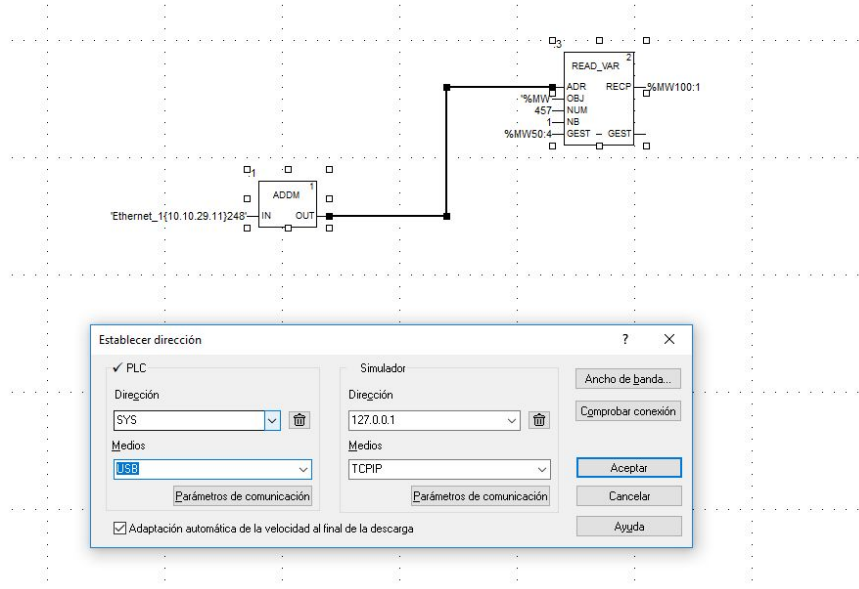 .3
2
READ_VAR
ADR RECP %MW100:1
'%MW' OBJ
457 NUM
1 NB
%MW50:4 GEST – GEST
.1
1
ADDM
'Ethernet_1{10.10.29.11}248' IN OUT
Establecer dirección ?
PLC
Dirección
SYS
Medios
USB
Parámetros de comunicación
Simulador
Dirección
127.0.0.1
Medios
TCPIP
Parámetros de comunicación
Ancho de banda...
Comprobar conexión
Aceptar
Cancelar
Ayuda
Adaptación automática de la velocidad al final de la descarga